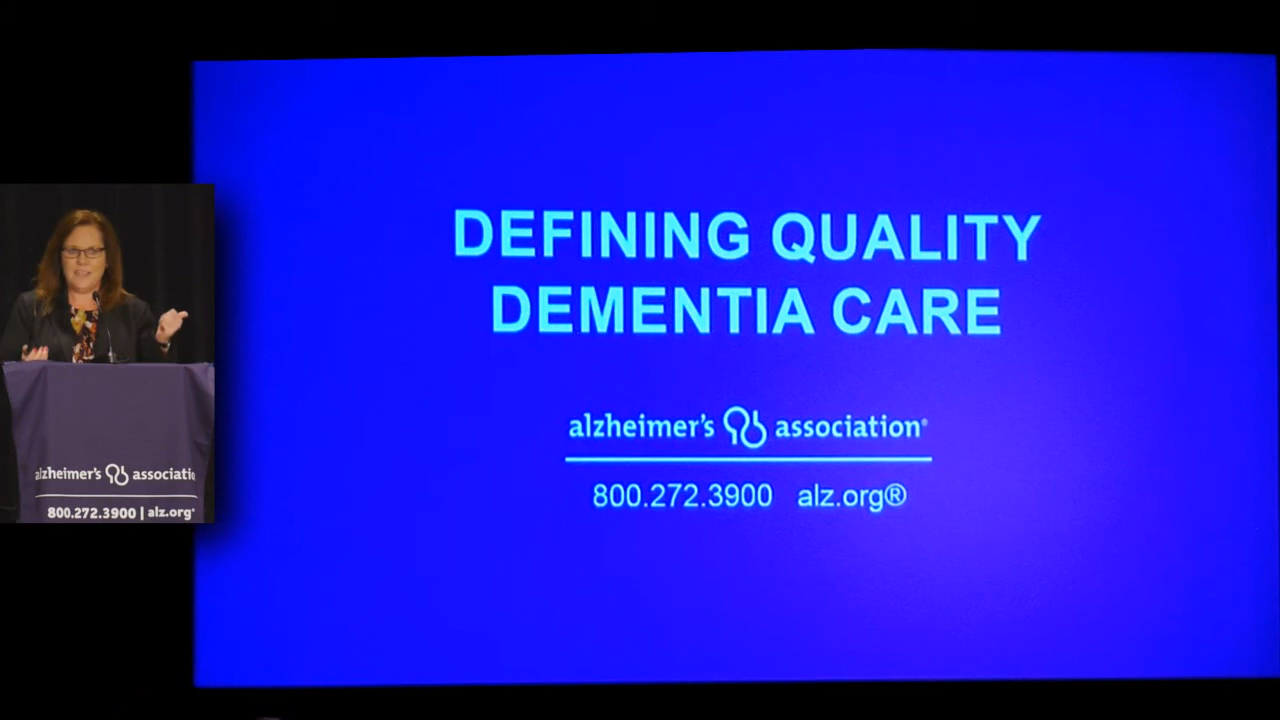 DEFINING QUALITY
DEMENTIA CARE
alzheimer's association®
800.272.3900 alz.org®
alzheimer's associatio
800.272.3900 | alz.org®